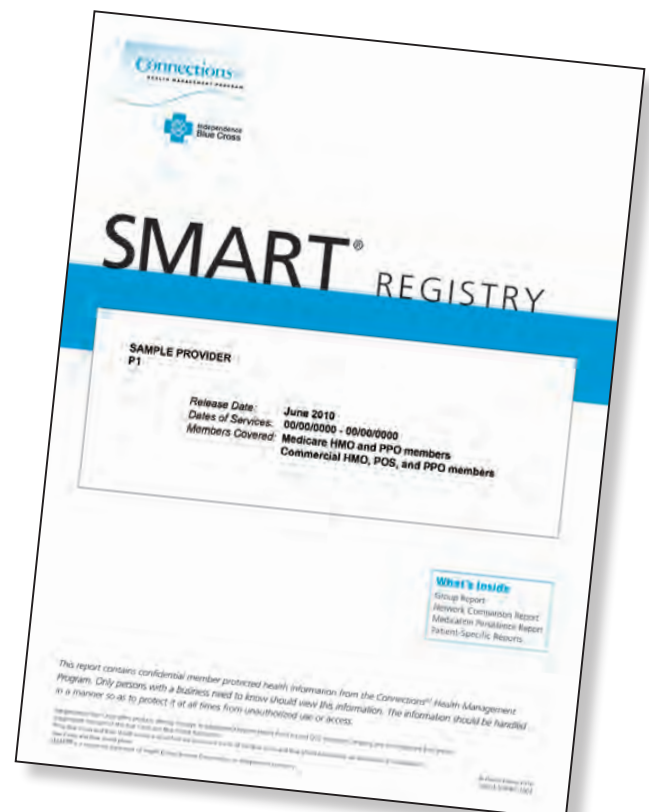 Connections
HEALTH MANAGEMENT PROGRAM
Independence
Blue Cross
SMART® REGISTRY
SAMPLE PROVIDER
P1
Release Date: June 2010
Dates of Services: 00/00/0000 - 00/00/0000
Members Covered: Medicare HMO and PPO members
Commercial HMO, POS, and PPO members
What's Inside
Group Report
Network Comparison Report
Medication Persistence Report
Patient-Specific Reports
This report contains confidential member protected health information from the Connections℠ Health Management
Program. Only persons with a business need to know should view this information. The information should be handled
in a manner so as to protect it at all times from unauthorized use or access.